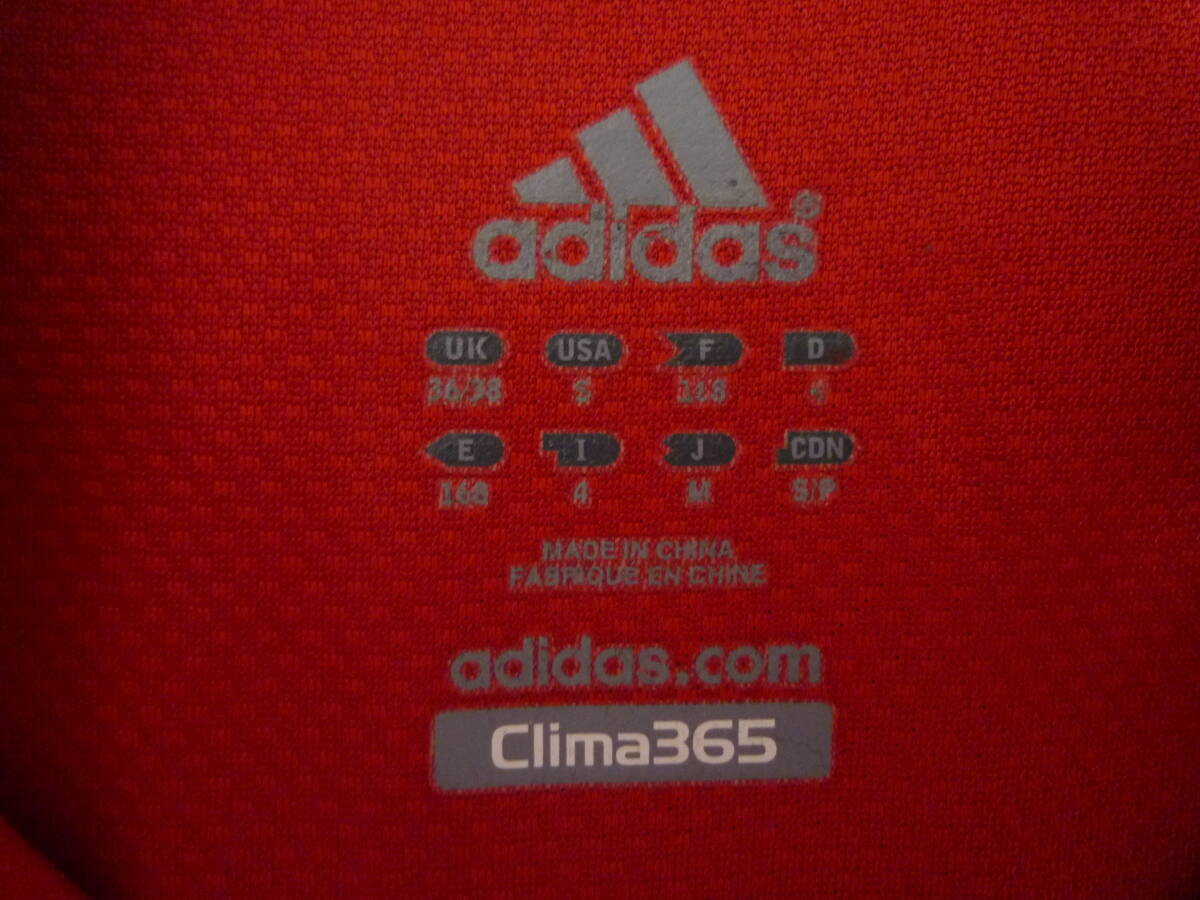 adidas®
UK USA F D
36/38 S 168 4
E I J CDN
168 4 M S/P
MADE IN CHINA
FABRIQUE EN CHINE
adidas.com
Clima365